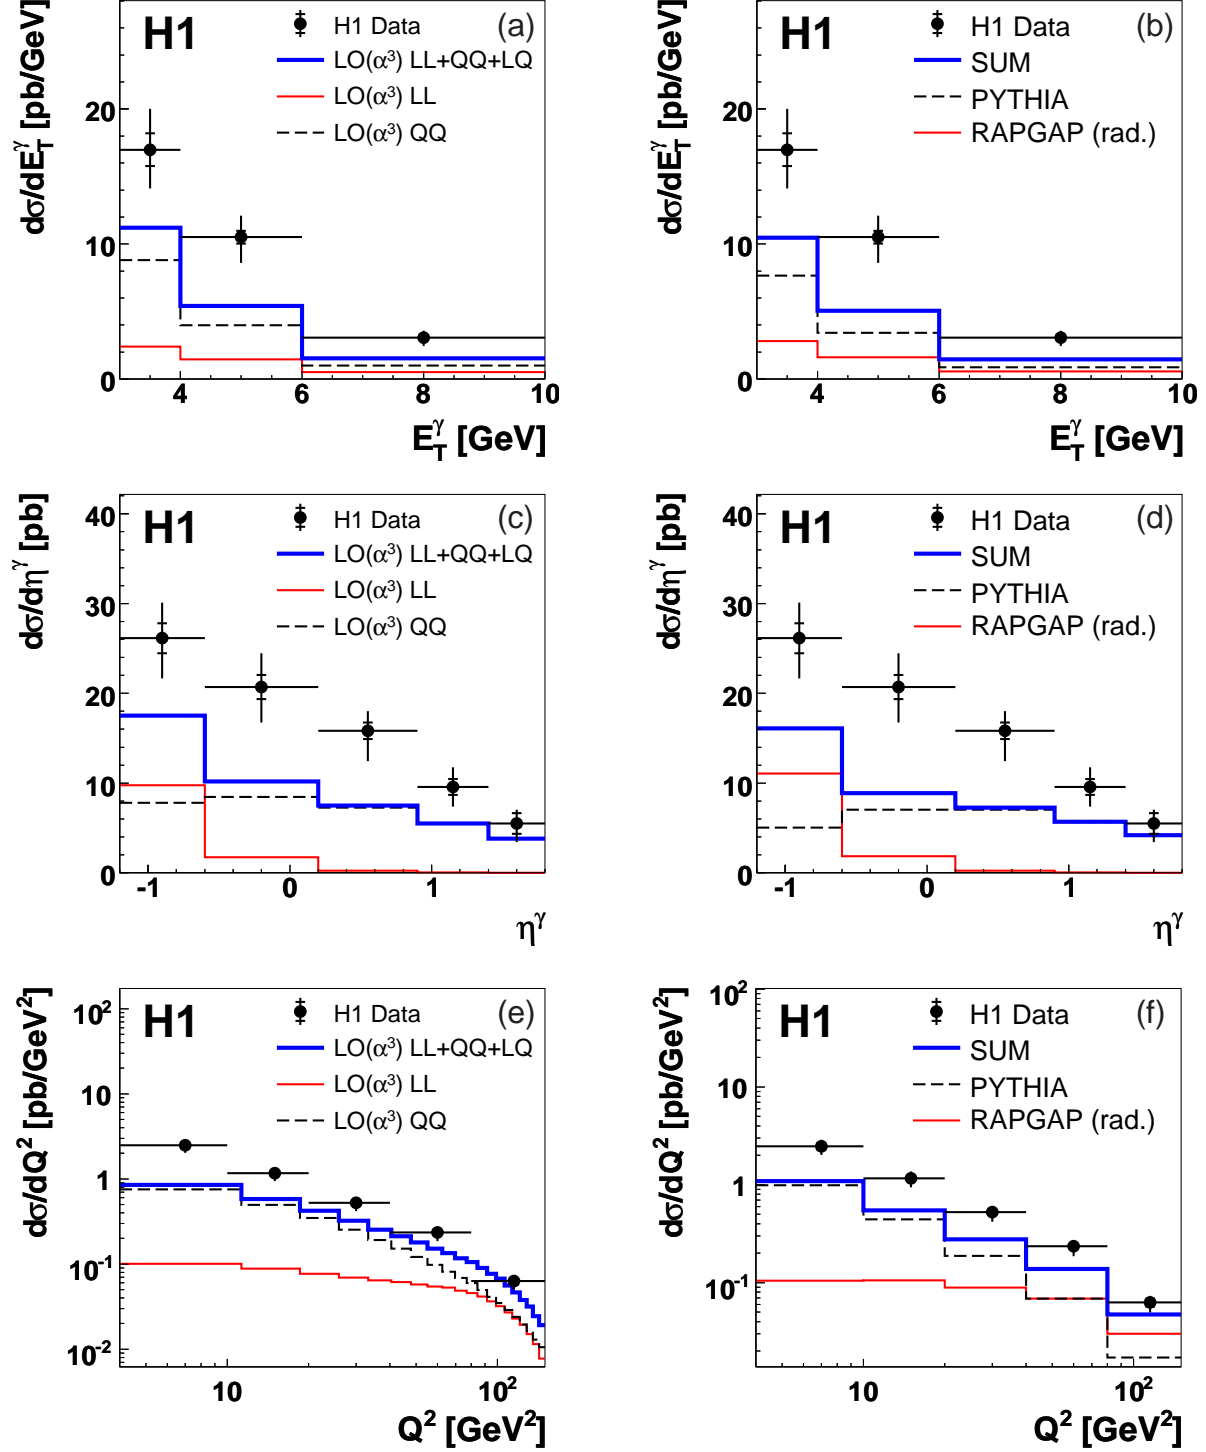 H1 (a)
H1 Data
LO(α³) LL+QQ+LQ
LO(α³) LL
LO(α³) QQ
dσ/dE_T^γ [pb/GeV]
20
10
0
4 6 8 10
E_T^γ [GeV]
H1 (b)
H1 Data
SUM
PYTHIA
RAPGAP (rad.)
dσ/dE_T^γ [pb/GeV]
20
10
0
4 6 8 10
E_T^γ [GeV]
H1 (c)
H1 Data
LO(α³) LL+QQ+LQ
LO(α³) LL
LO(α³) QQ
dσ/dη^γ [pb]
40
30
20
10
0
-1 0 1
η^γ
H1 (d)
H1 Data
SUM
PYTHIA
RAPGAP (rad.)
dσ/dη^γ [pb]
40
30
20
10
0
-1 0 1
η^γ
H1 (e)
H1 Data
LO(α³) LL+QQ+LQ
LO(α³) LL
LO(α³) QQ
dσ/dQ² [pb/GeV²]
10²
10
1
10⁻¹
10⁻²
10 10²
Q² [GeV²]
H1 (f)
H1 Data
SUM
PYTHIA
RAPGAP (rad.)
dσ/dQ² [pb/GeV²]
10²
10
1
10⁻¹
10 10²
Q² [GeV²]